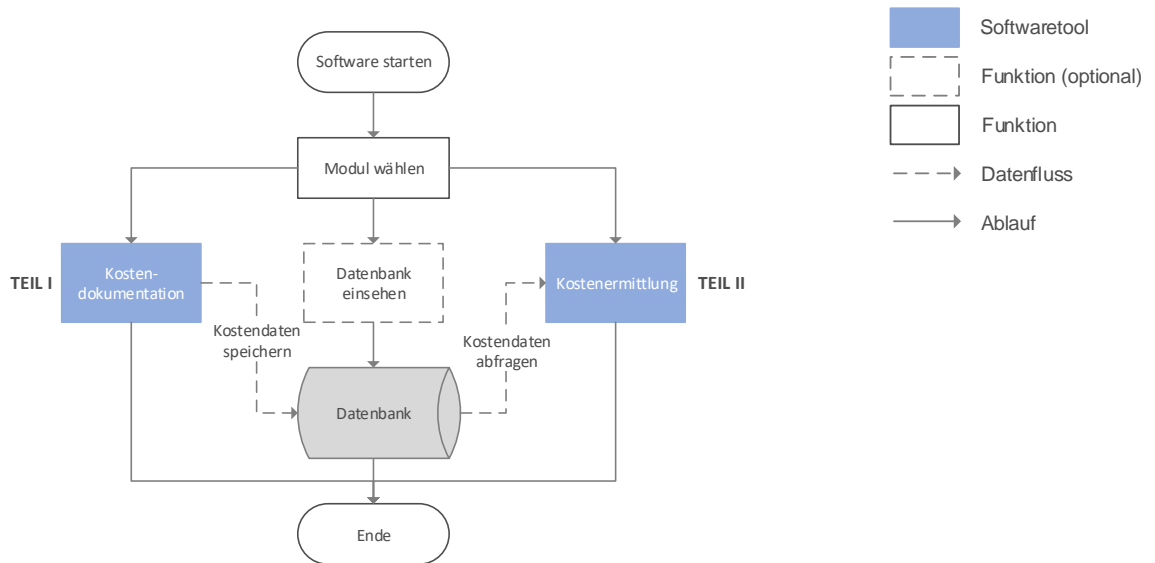 Software starten
Modul wählen
TEIL I
Kosten-
dokumentation
Datenbank
einsehen
Kostenermittlung
TEIL II
Kostendaten
speichern
Kostendaten
abfragen
Datenbank
Ende
Softwaretool
Funktion (optional)
Funktion
Datenfluss
Ablauf